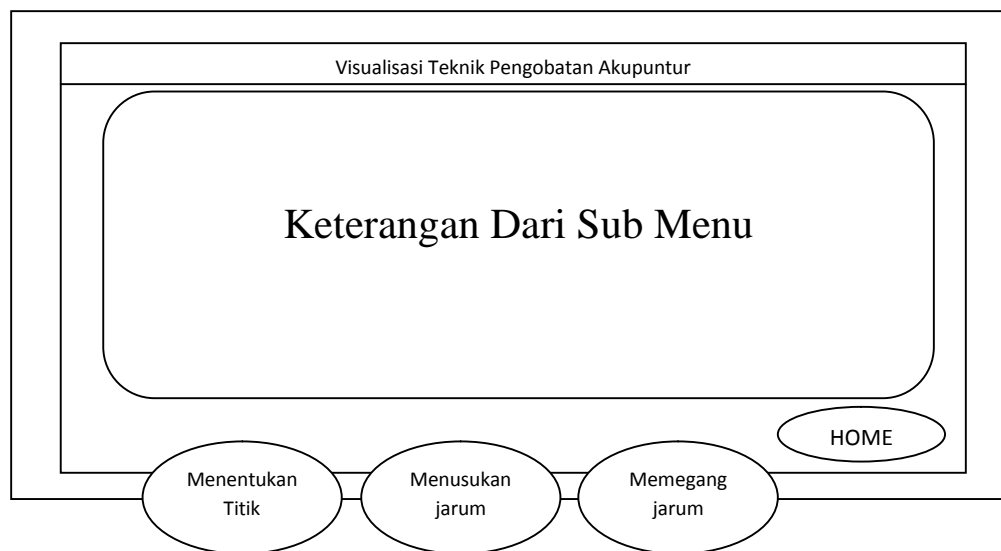 Visualisasi Teknik Pengobatan Akupuntur
Keterangan Dari Sub Menu
HOME
Menentukan
Titik
Menusukan
jarum
Memegang
jarum